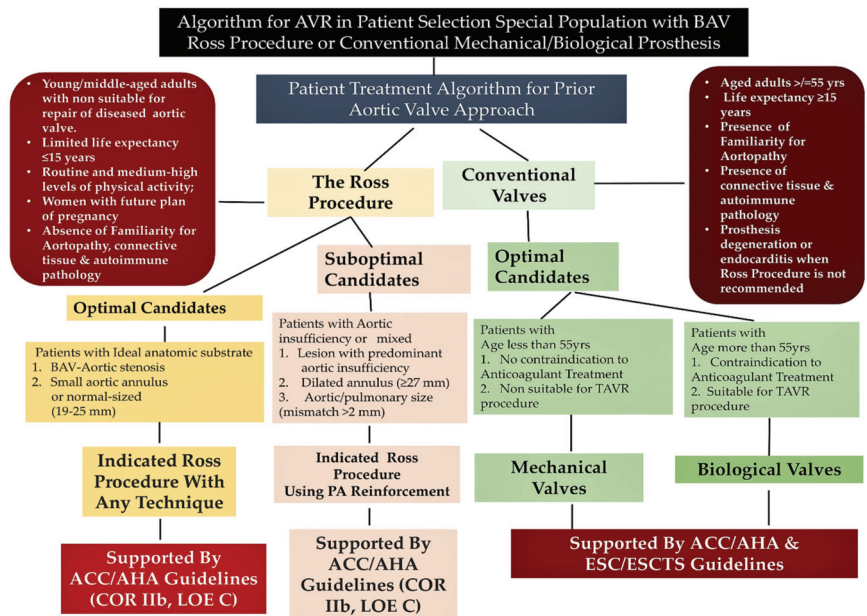 Algorithm for AVR in Patient Selection Special Population with BAV
Ross Procedure or Conventional Mechanical/Biological Prosthesis
Patient Treatment Algorithm for Prior
Aortic Valve Approach
• Young/middle-aged adults
with non suitable for
repair of diseased aortic
valve.
• Limited life expectancy
≤15 years
• Routine and medium-high
levels of physical activity;
• Women with future plan
of pregnancy
• Absence of Familiarity for
Aortopathy, connective
tissue & autoimmune
pathology
• Aged adults >/=55 yrs
• Life expectancy ≥15
years
• Presence of
Familiarity for
Aortopathy
• Presence of
connective tissue &
autoimmune
pathology
• Prosthesis
degeneration or
endocarditis when
Ross Procedure is not
recommended
The Ross
Procedure
Conventional
Valves
Optimal Candidates
Suboptimal
Candidates
Optimal
Candidates
Patients with Ideal anatomic substrate
1. BAV-Aortic stenosis
2. Small aortic annulus
or normal-sized
(19-25 mm)
Patients with Aortic
insufficiency or mixed
1. Lesion with predominant
aortic insufficiency
2. Dilated annulus (≥27 mm)
3. Aortic/pulmonary size
(mismatch >2 mm)
Patients with
Age less than 55yrs
1. No contraindication to
Anticoagulant Treatment
2. Non suitable for TAVR
procedure
Patients with
Age more than 55yrs
1. Contraindication to
Anticoagulant Treatment
2. Suitable for TAVR
procedure
Indicated Ross
Procedure With
Any Technique
Indicated Ross
Procedure
Using PA Reinforcement
Mechanical
Valves
Biological Valves
Supported By
ACC/AHA Guidelines
(COR IIb, LOE C)
Supported By
ACC/AHA
Guidelines (COR
IIb, LOE C)
Supported By ACC/AHA &
ESC/ESCTS Guidelines